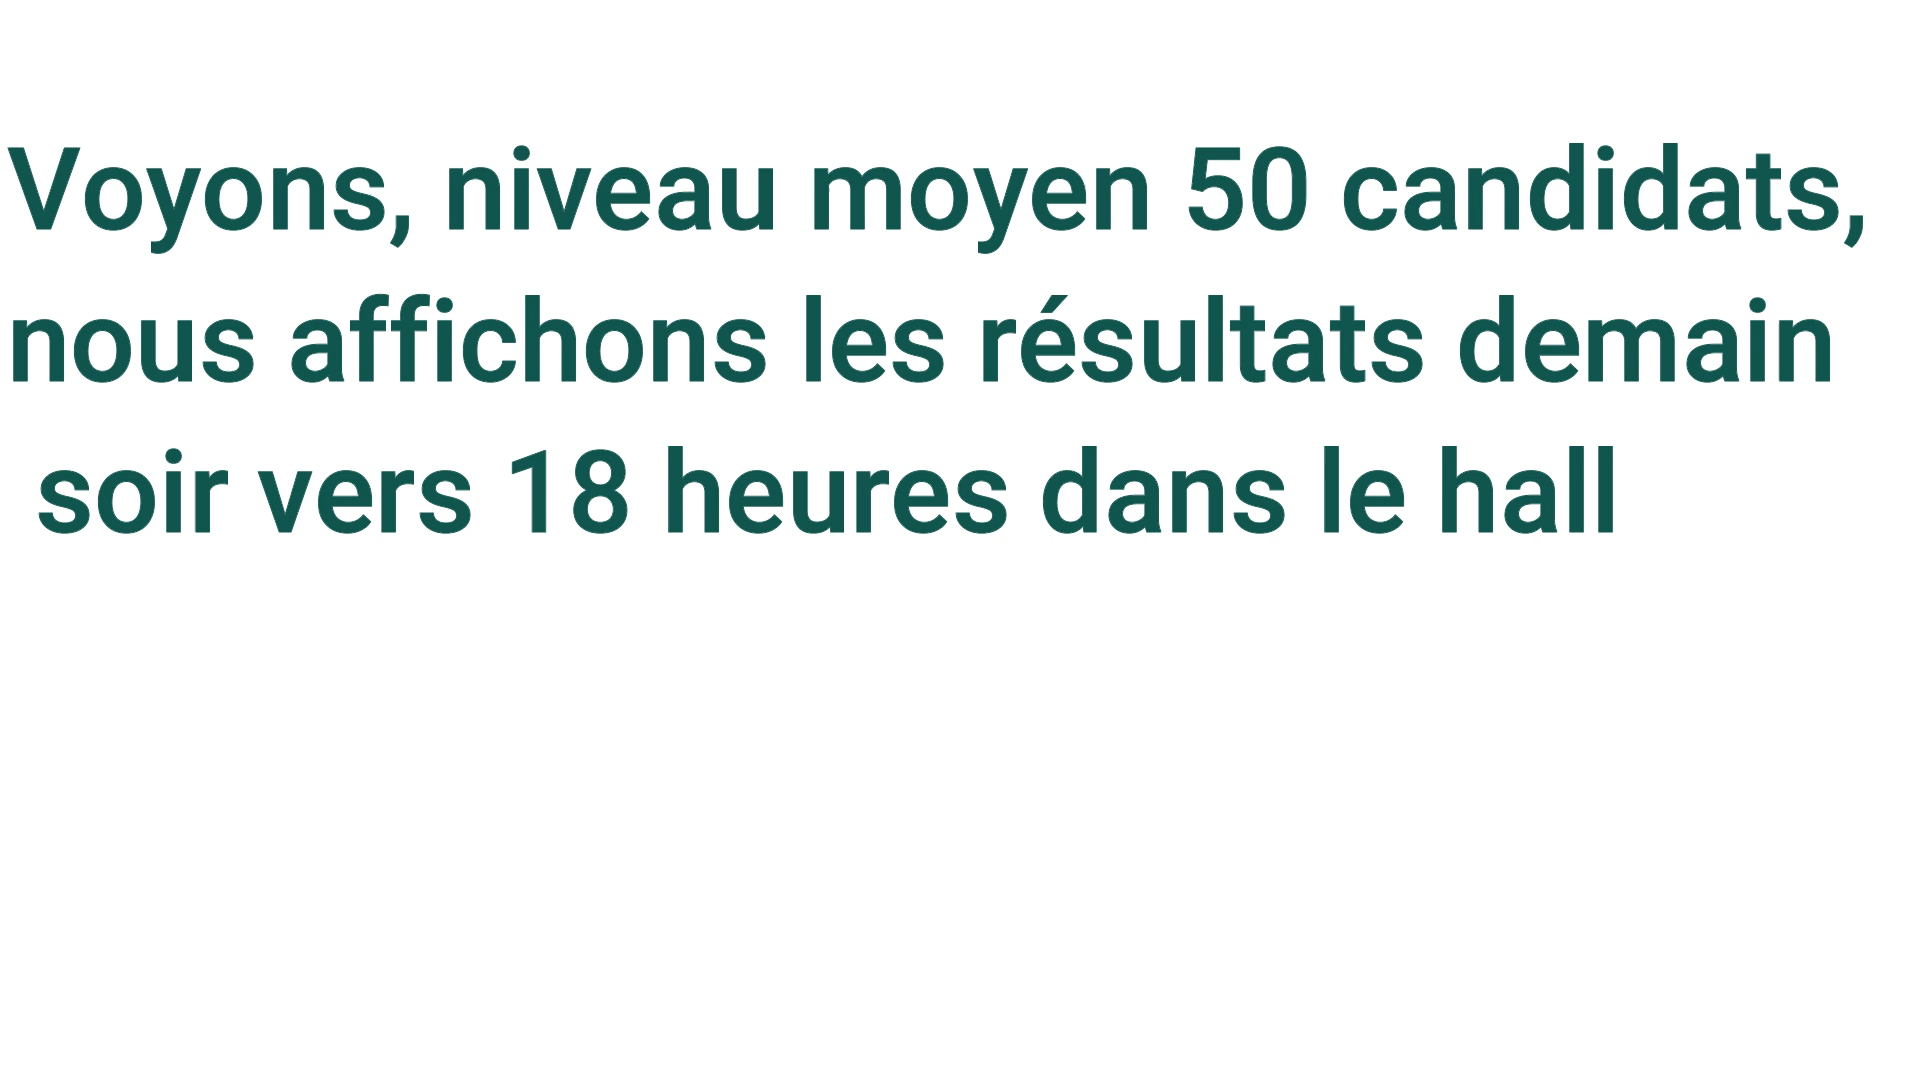 Voyons, niveau moyen 50 candidats,
nous affichons les résultats demain
soir vers 18 heures dans le hall